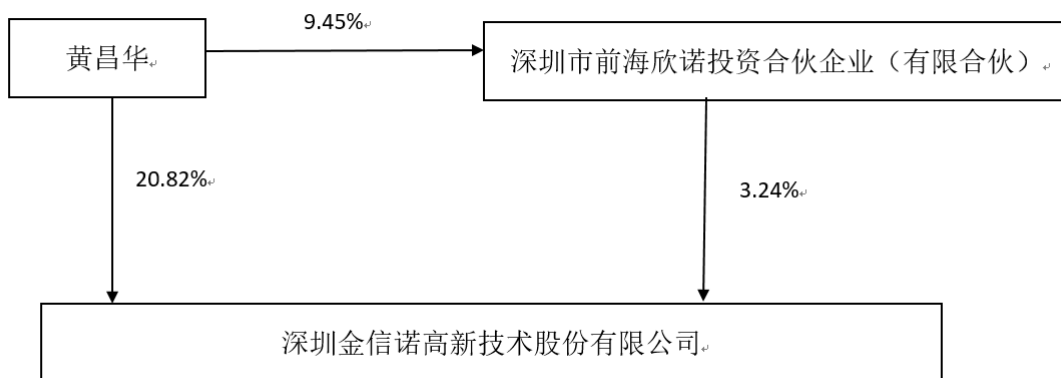 9.45%
黄昌华
深圳市前海欣诺投资合伙企业（有限合伙）
20.82%
3.24%
深圳金信诺高新技术股份有限公司